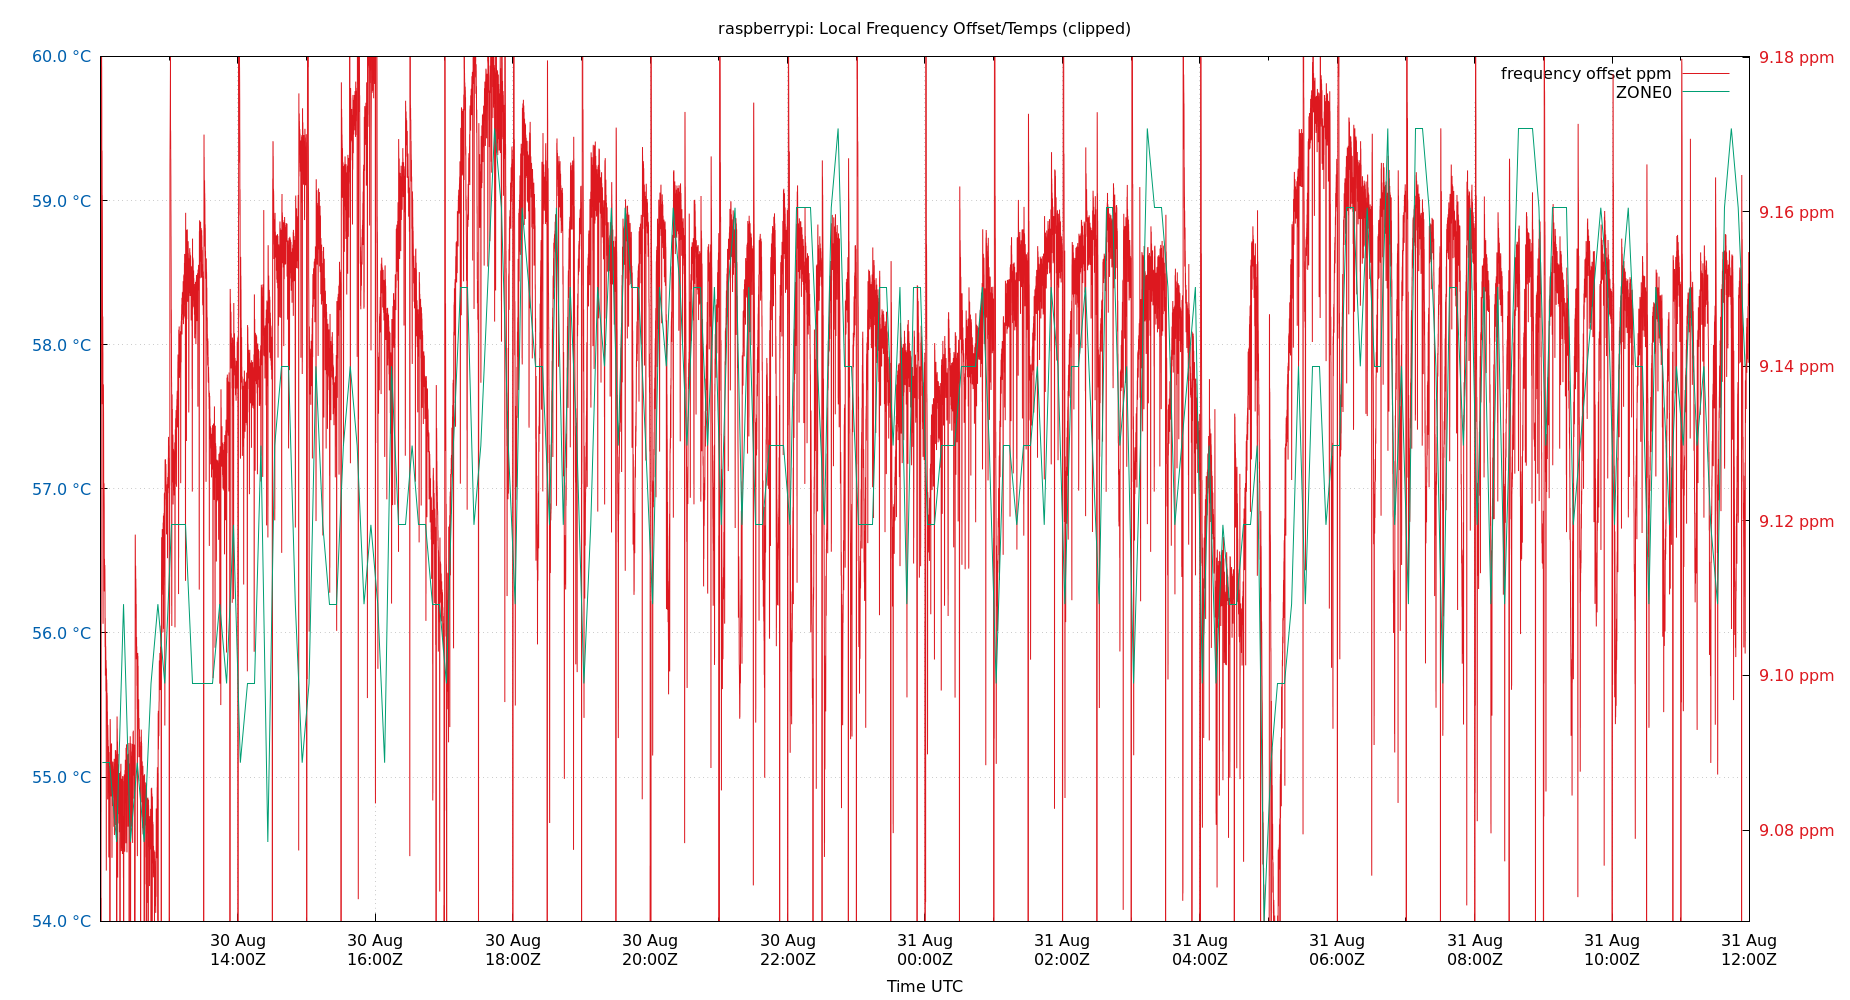 raspberrypi: Local Frequency Offset/Temps (clipped)
60.0 °C
59.0 °C
58.0 °C
57.0 °C
56.0 °C
55.0 °C
54.0 °C
9.18 ppm
9.16 ppm
9.14 ppm
9.12 ppm
9.10 ppm
9.08 ppm
frequency offset ppm
ZONE0
30 Aug
14:00Z
30 Aug
16:00Z
30 Aug
18:00Z
30 Aug
20:00Z
30 Aug
22:00Z
31 Aug
00:00Z
31 Aug
02:00Z
31 Aug
04:00Z
31 Aug
06:00Z
31 Aug
08:00Z
31 Aug
10:00Z
31 Aug
12:00Z
Time UTC